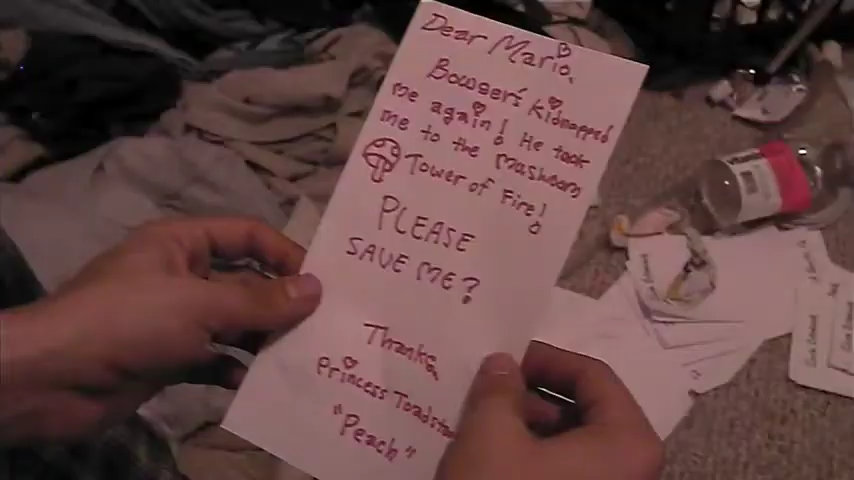 Dear Mario,
Bowser's Kidnapped
me again! He took
me to the Mushroom
Tower of Fire!
PLEASE
SAVE ME?
Thanks,
Princess Toadstool
"Peach"